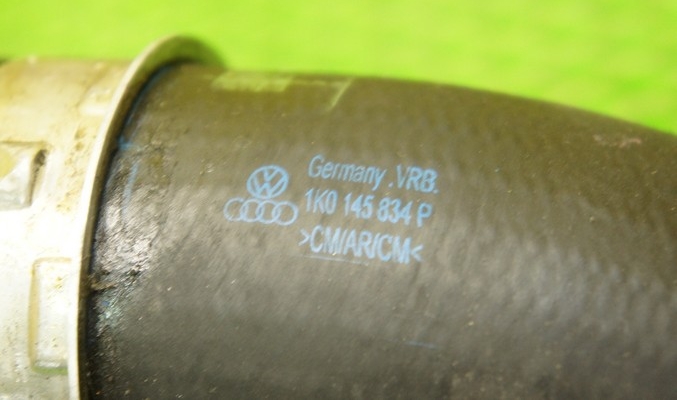 Germany .VRB.
1K0 145 834 P
>CM/AR/CM<